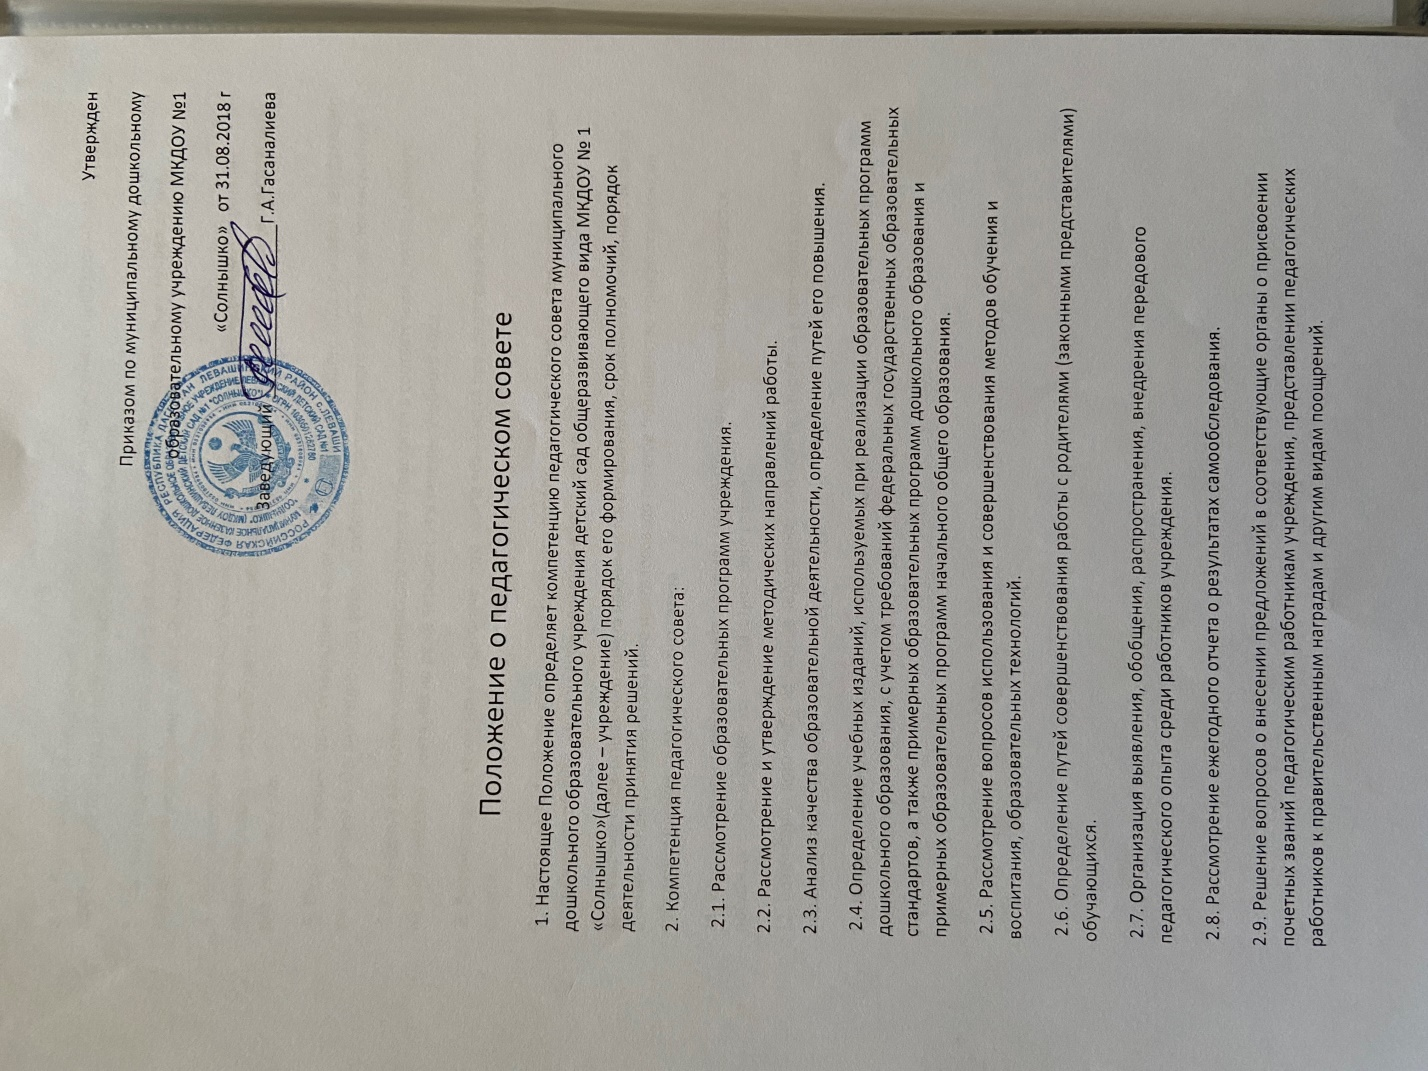 Утвержден
Приказом по муниципальному дошкольному
образовательному учреждению МКДОУ №1
«Солнышко» от 31.08.2018 г
Заведующий Г.А.Гасаналиева
Положение о педагогическом совете
1. Настоящее Положение определяет компетенцию педагогического совета муниципального
дошкольного образовательного учреждения детский сад общеразвивающего вида МКДОУ № 1
«Солнышко»(далее – учреждение) порядок его формирования, срок полномочий, порядок
деятельности принятия решений.
2. Компетенция педагогического совета:
2.1. Рассмотрение образовательных программ учреждения.
2.2. Рассмотрение и утверждение методических направлений работы.
2.3. Анализ качества образовательной деятельности, определение путей его повышения.
2.4. Определение учебных изданий, используемых при реализации образовательных программ
дошкольного образования, с учетом требований федеральных государственных образовательных
стандартов, а также примерных образовательных программ дошкольного образования и
примерных образовательных программ начального общего образования.
2.5. Рассмотрение вопросов использования и совершенствования методов обучения и
воспитания, образовательных технологий.
2.6. Определение путей совершенствования работы с родителями (законными представителями)
обучающихся.
2.7. Организация выявления, обобщения, распространения, внедрения передового
педагогического опыта среди работников учреждения.
2.8. Рассмотрение ежегодного отчета о результатах самообследования.
2.9. Решение вопросов о внесении предложений в соответствующие органы о присвоении
почетных званий педагогическим работникам учреждения, представлении педагогических
работников к правительственным наградам и другим видам поощрений.